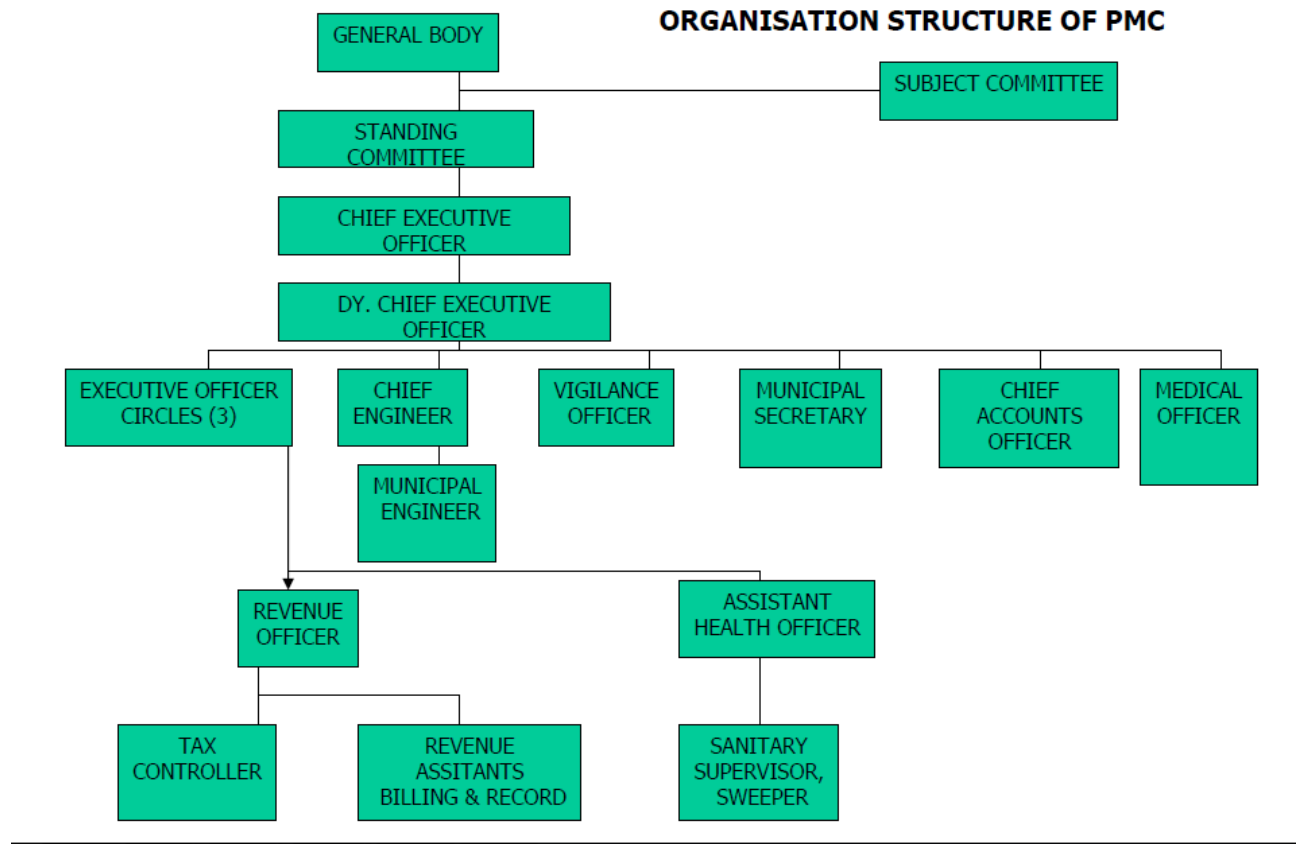 ORGANISATION STRUCTURE OF PMC
GENERAL BODY
SUBJECT COMMITTEE
STANDING
COMMITTEE
CHIEF EXECUTIVE
OFFICER
DY. CHIEF EXECUTIVE
OFFICER
EXECUTIVE OFFICER
CIRCLES (3)
CHIEF
ENGINEER
VIGILANCE
OFFICER
MUNICIPAL
SECRETARY
CHIEF
ACCOUNTS
OFFICER
MEDICAL
OFFICER
MUNICIPAL
ENGINEER
REVENUE
OFFICER
ASSISTANT
HEALTH OFFICER
TAX
CONTROLLER
REVENUE
ASSITANTS
BILLING & RECORD
SANITARY
SUPERVISOR,
SWEEPER